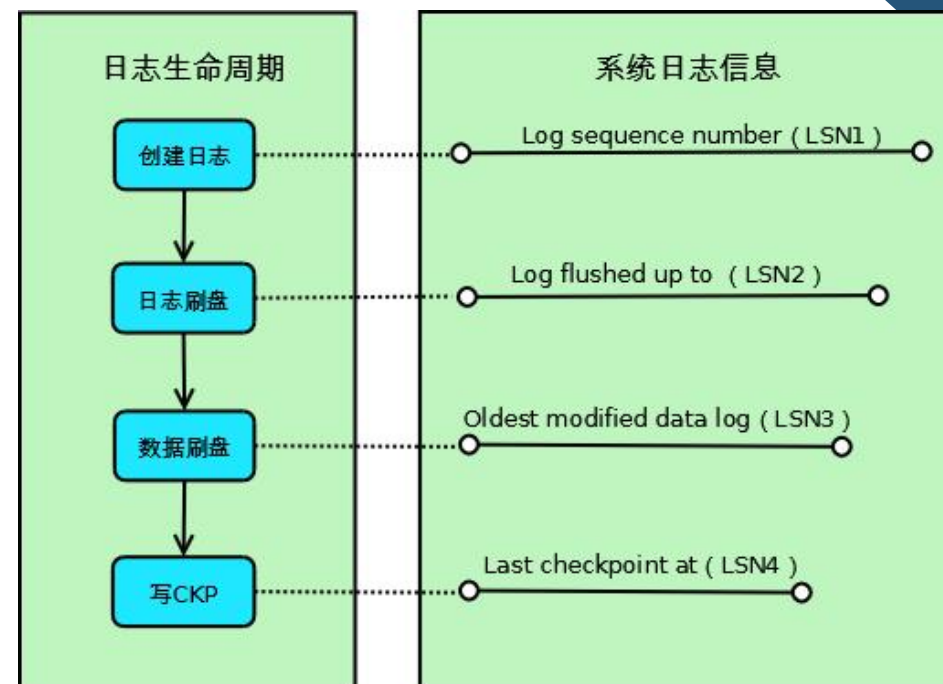 日志生命周期
系统日志信息
创建日志
Log sequence number ( LSN1 )
日志刷盘
Log flushed up to ( LSN2 )
数据刷盘
Oldest modified data log ( LSN3 )
写CKP
Last checkpoint at ( LSN4 )